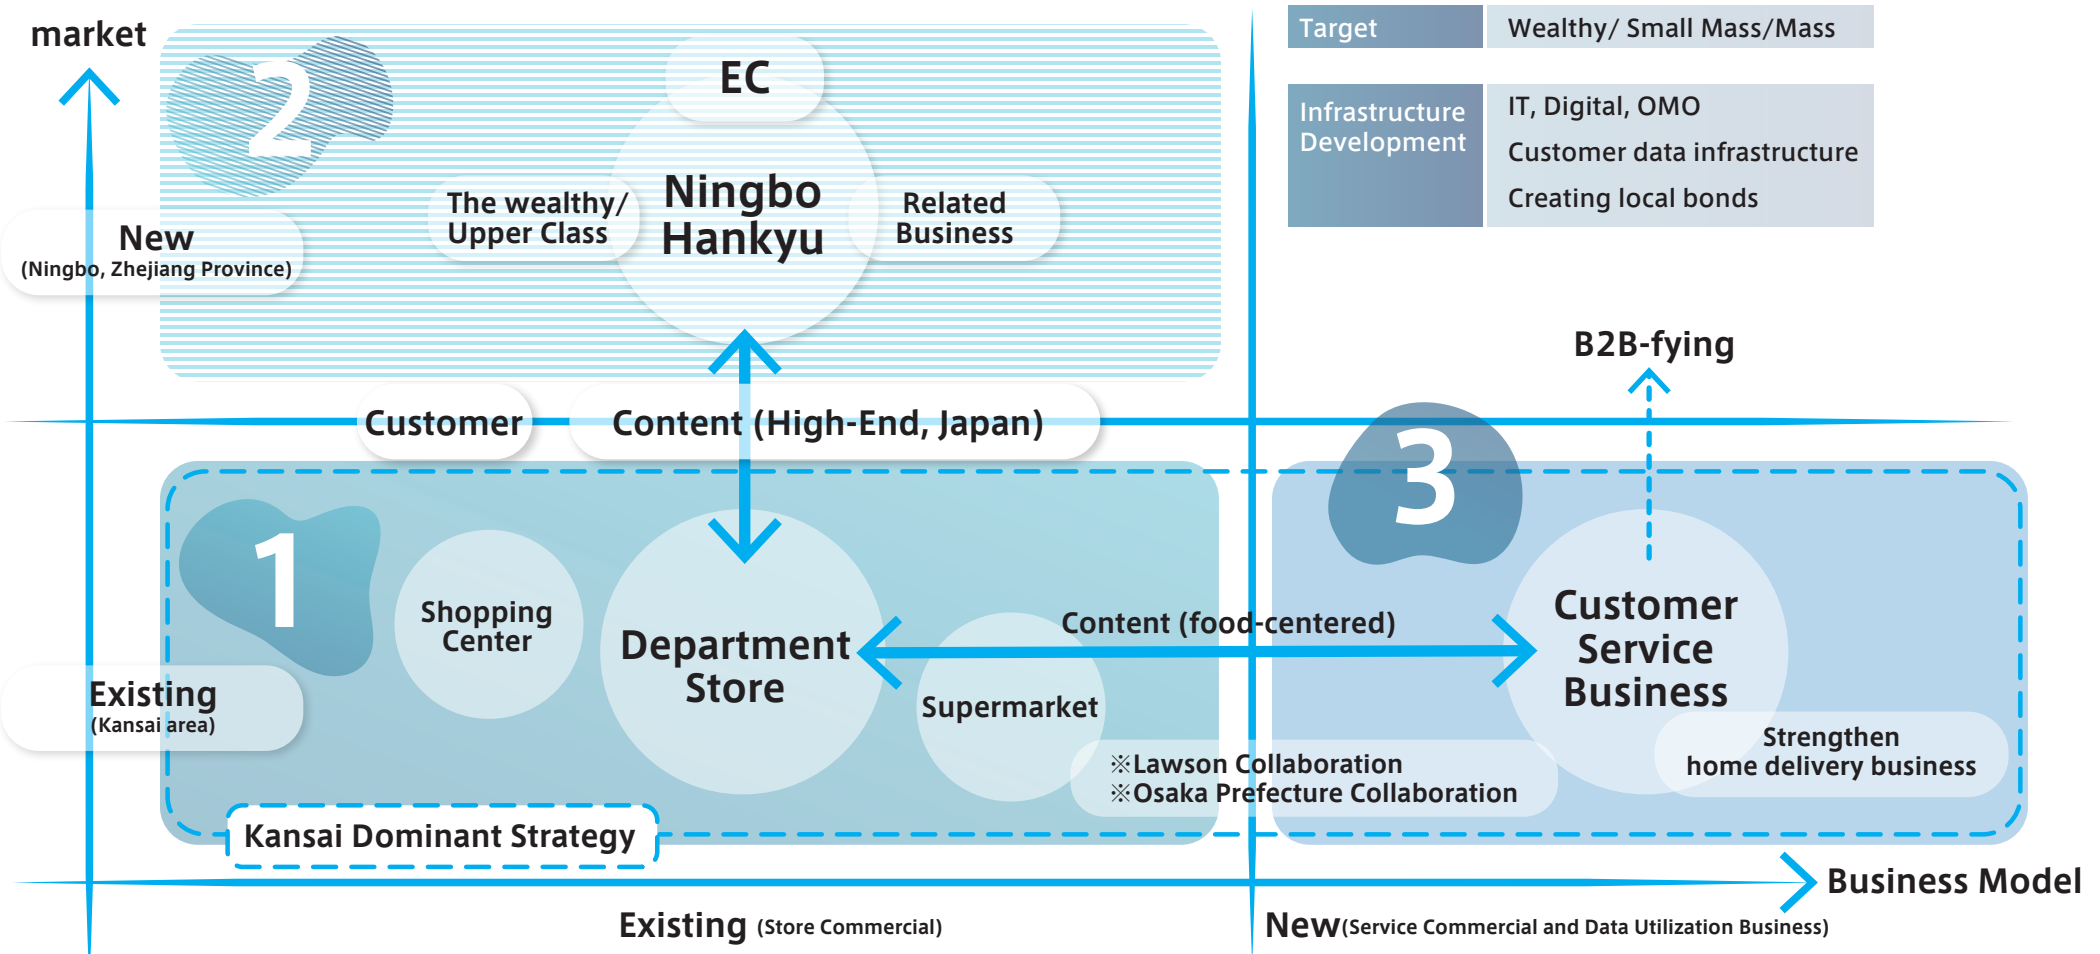 market
2
EC
The wealthy/
Upper Class
Ningbo
Hankyu
Related
Business
New
(Ningbo, Zhejiang Province)
Target
Wealthy/ Small Mass/Mass
Infrastructure
Development
IT, Digital, OMO
Customer data infrastructure
Creating local bonds
B2B-fying
Customer
Content (High-End, Japan)
1
Shopping
Center
Department
Store
Supermarket
Content (food-centered)
3
Customer
Service
Business
Existing
(Kansai area)
※Lawson Collaboration
※Osaka Prefecture Collaboration
Strengthen
home delivery business
Kansai Dominant Strategy
Business Model
Existing (Store Commercial)
New(Service Commercial and Data Utilization Business)